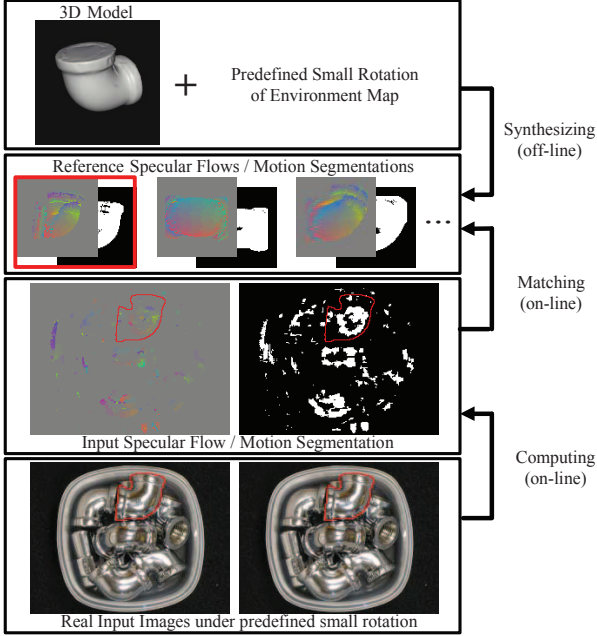 3D Model
+
Predefined Small Rotation
of Environment Map
Synthesizing
(off-line)
Reference Specular Flows / Motion Segmentations
...
Matching
(on-line)
Input Specular Flow / Motion Segmentation
Computing
(on-line)
Real Input Images under predefined small rotation